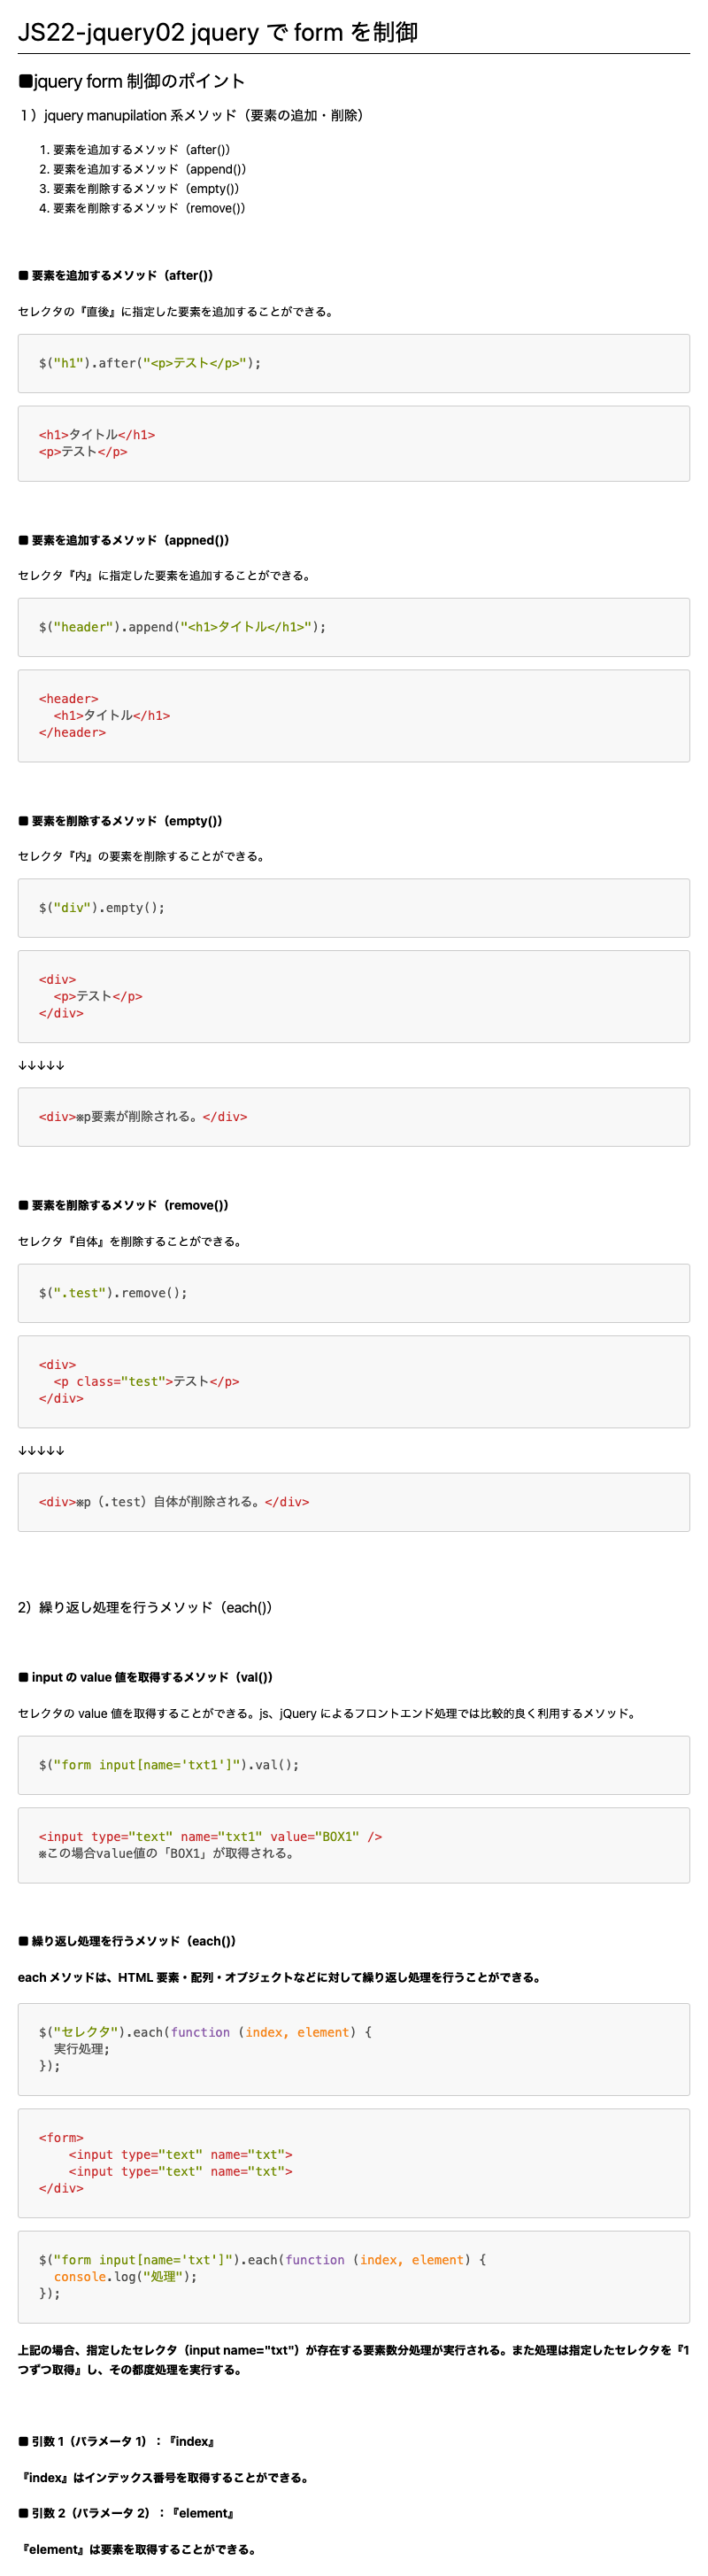 JS22-jquery02 jquery で form を制御
■jquery form 制御のポイント
１）jquery manupilation 系メソッド（要素の追加・削除）
1. 要素を追加するメソッド（after()）
2. 要素を追加するメソッド（append()）
3. 要素を削除するメソッド（empty()）
4. 要素を削除するメソッド（remove()）
■ 要素を追加するメソッド（after()）
セレクタの『直後』に指定した要素を追加することができる。
$("h1").after("<p>テスト</p>");
<h1>タイトル</h1>
<p>テスト</p>
■ 要素を追加するメソッド（appned()）
セレクタ『内』に指定した要素を追加することができる。
$("header").append("<h1>タイトル</h1>");
<header>
  <h1>タイトル</h1>
</header>
■ 要素を削除するメソッド（empty()）
セレクタ『内』の要素を削除することができる。
$("div").empty();
<div>
  <p>テスト</p>
</div>
↓↓↓↓↓
<div>※p要素が削除される。</div>
■ 要素を削除するメソッド（remove()）
セレクタ『自体』を削除することができる。
$(".test").remove();
<div>
  <p class="test">テスト</p>
</div>
↓↓↓↓↓
<div>※p（.test）自体が削除される。</div>
2）繰り返し処理を行うメソッド（each()）
■ input の value 値を取得するメソッド（val()）
セレクタの value 値を取得することができる。js、jQuery によるフロントエンド処理では比較的良く利用するメソッド。
$("form input[name='txt1']").val();
<input type="text" name="txt1" value="BOX1" />
※この場合value値の「BOX1」が取得される。
■ 繰り返し処理を行うメソッド（each()）
each メソッドは、HTML 要素・配列・オブジェクトなどに対して繰り返し処理を行うことができる。
$("セレクタ").each(function (index, element) {
  実行処理;
});
<form>
    <input type="text" name="txt">
    <input type="text" name="txt">
</div>
$("form input[name='txt']").each(function (index, element) {
  console.log("処理");
});
上記の場合、指定したセレクタ（input name="txt"）が存在する要素数分処理が実行される。また処理は指定したセレクタを『1
つずつ取得』し、その都度処理を実行する。
■ 引数 1（パラメータ 1）：『index』
『index』はインデックス番号を取得することができる。
■ 引数 2（パラメータ 2）：『element』
『element』は要素を取得することができる。